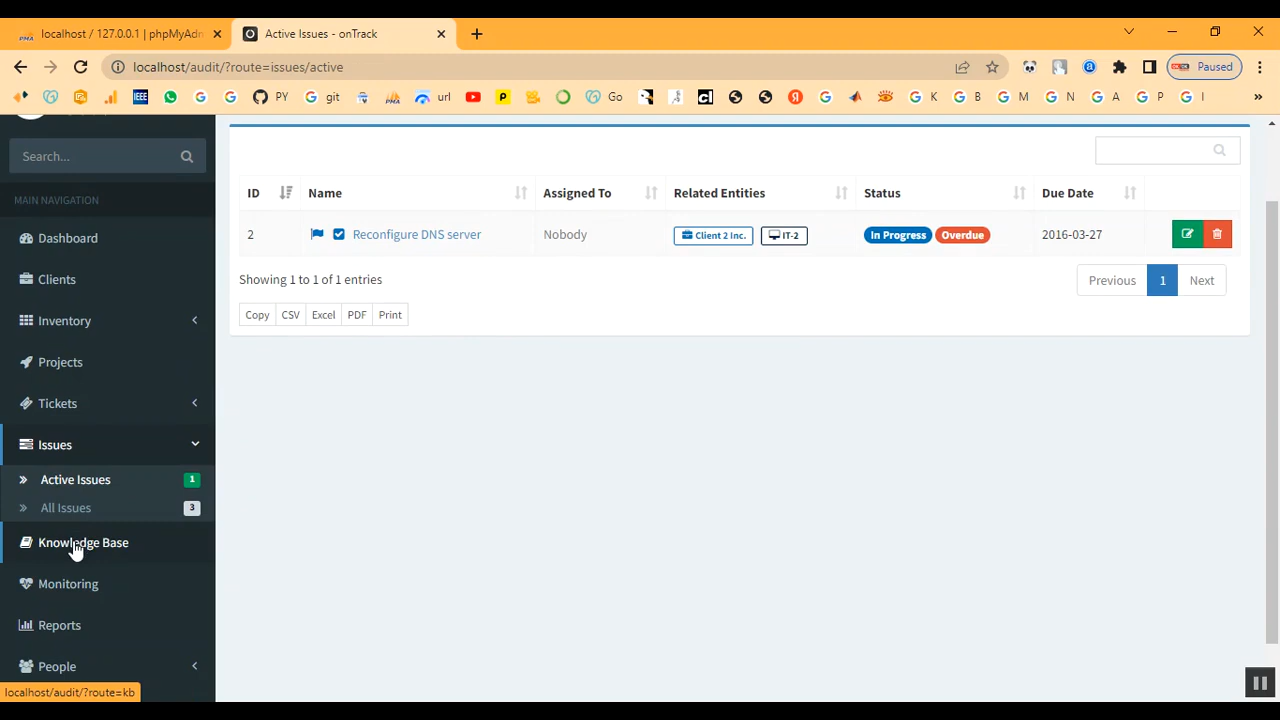 localhost / 127.0.0.1 | phpMyAdn
Active Issues - onTrack
localhost/audit/?route=issues/active
Paused
PY
git
url
Go
K
B
M
N
A
P
I
Search...
MAIN NAVIGATION
Dashboard
Clients
Inventory
Projects
Tickets
Issues
Active Issues 1
All Issues 3
Knowledge Base
Monitoring
Reports
People
localhost/audit/?route=kb
ID Name Assigned To Related Entities Status Due Date
2 Reconfigure DNS server Nobody Client 2 Inc. IT-2 In Progress Overdue 2016-03-27
Showing 1 to 1 of 1 entries
Previous 1 Next
Copy CSV Excel PDF Print